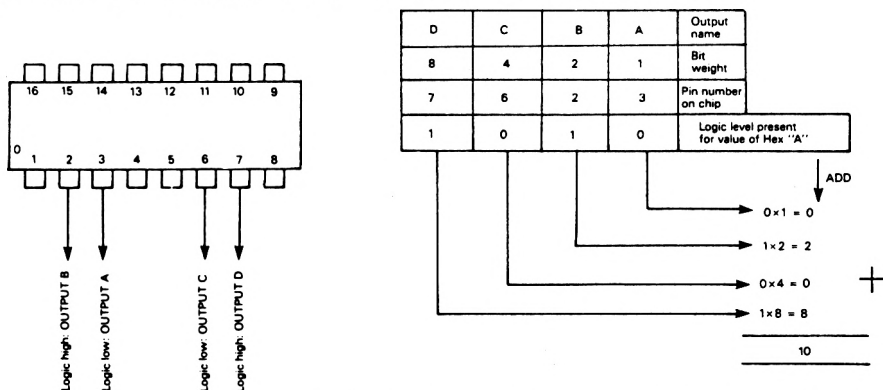 16 15 14 13 12 11 10 9
0
1 2 3 4 5 6 7 8
Logic high: OUTPUT B
Logic low: OUTPUT A
Logic low: OUTPUT C
Logic high: OUTPUT D
D C B A Output name
8 4 2 1 Bit weight
7 6 2 3 Pin number on chip
1 0 1 0 Logic level present for value of Hex "A"
ADD
0×1 = 0
1×2 = 2
0×4 = 0
1×8 = 8
10